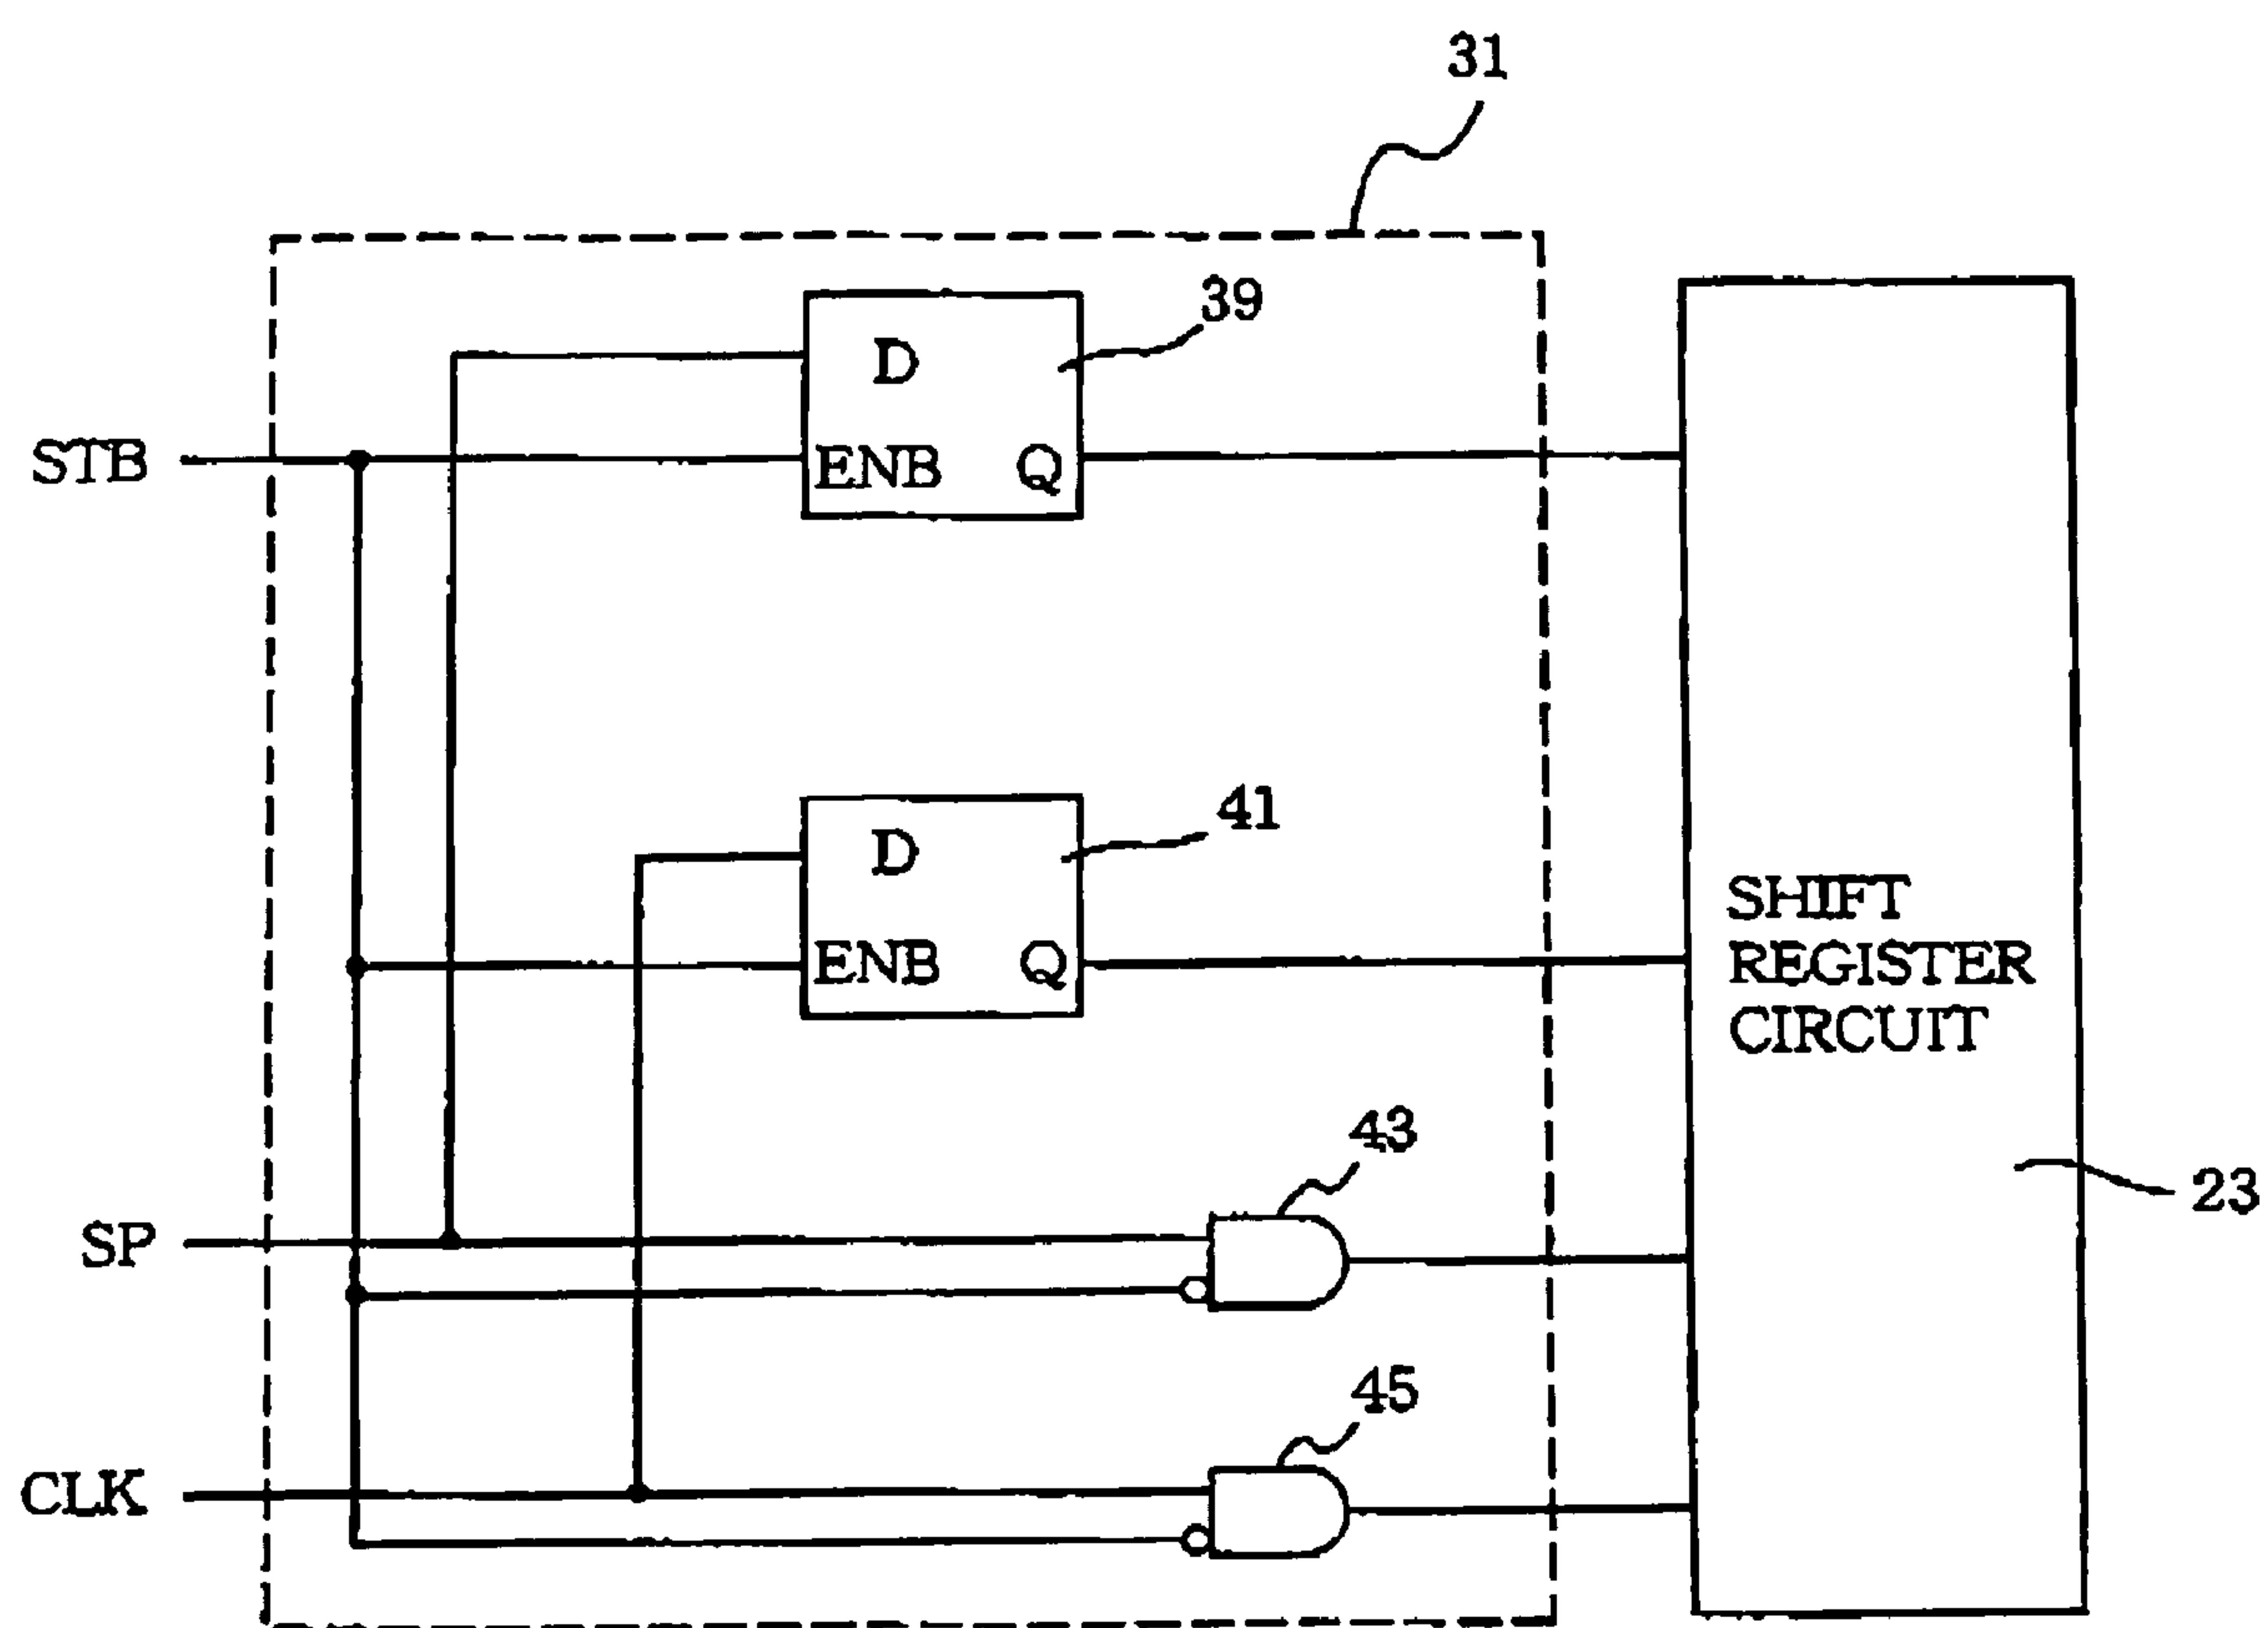 31
39
D
STB
ENB Q
41
D
ENB Q
SHIFT
REGISTER
CIRCUIT
43
23
SP
45
CLK